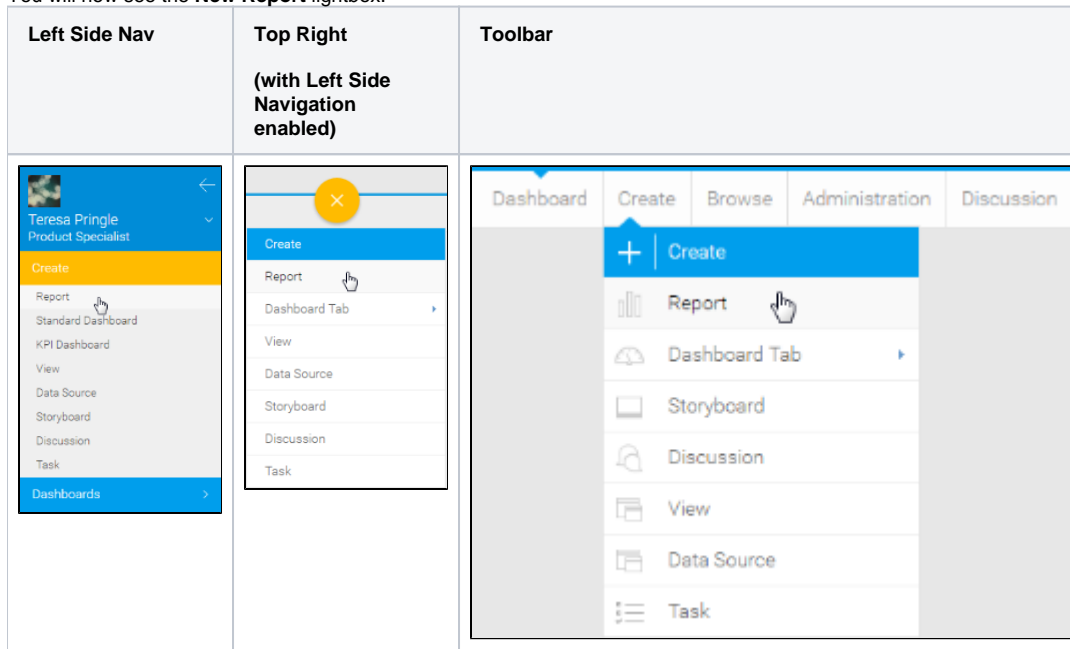 You will now see the New Report lightbox.
Left Side Nav
Top Right
(with Left Side
Navigation
enabled)
Toolbar
Teresa Pringle
Product Specialist
Create
Report
Standard Dashboard
KPI Dashboard
View
Data Source
Storyboard
Discussion
Task
Dashboards
Create
Report
Dashboard Tab
View
Data Source
Storyboard
Discussion
Task
Dashboard Create Browse Administration Discussion
Create
Report
Dashboard Tab
Storyboard
Discussion
View
Data Source
Task